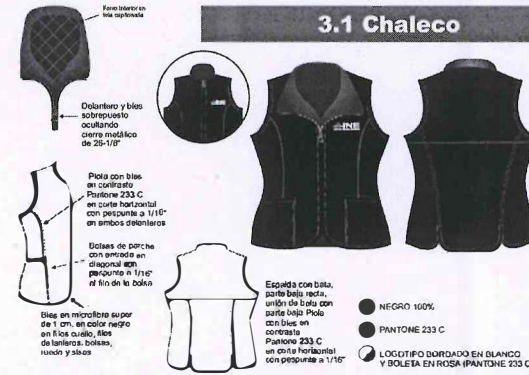 3.1 Chaleco
Forro interior en
tela capitonada
Delantero y bies
sobrepuesto
ocultando
cierre metálico
de 26-1/8"
Piola con bies
en contraste
Pantone 233 C
en corte horizontal
con pespunte a 1/16"
en ambos delanteros
Bolsas de parche
con entrada en
diagonal con
pespunte a 1/16"
al filo de la bolsa
Bies en microfibra super
de 1 cm. en color negro
en filos cuello, filos
delanteros, bolsas,
ruedo y sisas
Espalda con bata,
parte baja recta,
unión de bata con
parte baja Piola
con bies en
contraste
Pantone 233 C
en corte horizontal
con pespunte a 1/16"
INE
NEGRO 100%
PANTONE 233 C
LOGOTIPO BORDADO EN BLANCO
Y BOLETA EN ROSA (PANTONE 233 C